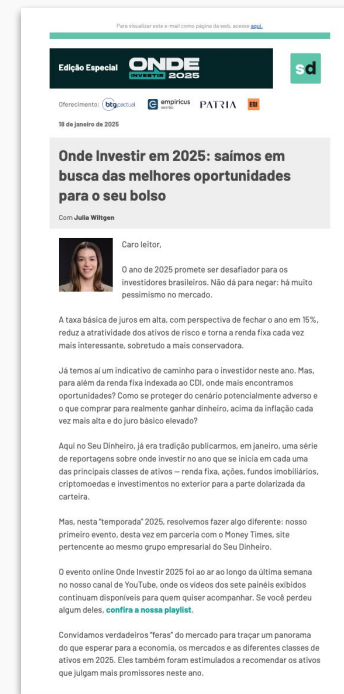 Para visualizar este e-mail como página da web, acesse aqui.
Edição Especial ONDE
INVESTIR 2025
sd
Oferecimento: btgpactual empiricus PATRIA
18 de janeiro de 2025
Onde Investir em 2025: saímos em
busca das melhores oportunidades
para o seu bolso
Com Julia Wiltgen
Caro leitor,
O ano de 2025 promete ser desafiador para os
investidores brasileiros. Não dá para negar: há muito
pessimismo no mercado.
A taxa básica de juros em alta, com perspectiva de fechar o ano em 15%,
reduz a atratividade dos ativos de risco e torna a renda fixa cada vez
mais interessante, sobretudo a mais conservadora.
Já temos aí um indicativo de caminho para o investidor neste ano. Mas,
para além da renda fixa indexada ao CDI, onde mais encontramos
oportunidades? Como se proteger do cenário potencialmente adverso e
o que comprar para realmente ganhar dinheiro, acima da inflação cada
vez mais alta e do juro básico elevado?
Aqui no Seu Dinheiro, já era tradição publicarmos, em janeiro, uma série
de reportagens sobre onde investir no ano que se inicia em cada uma
das principais classes de ativos — renda fixa, ações, fundos imobiliários,
criptomoedas e investimentos no exterior para a parte dolarizada da
carteira.
Mas, nesta "temporada" 2025, resolvemos fazer algo diferente: nosso
primeiro evento, desta vez em parceria com o Money Times, site
pertencente ao mesmo grupo empresarial do Seu Dinheiro.
O evento online Onde Investir 2025 foi ao ar ao longo da última semana
no nosso canal de YouTube, onde os vídeos dos sete painéis exibidos
continuam disponíveis para quem quiser acompanhar. Se você perdeu
algum deles, confira a nossa playlist.
Convidamos verdadeiros "feras" do mercado para traçar um panorama
do que esperar para a economia, os mercados e as diferentes classes de
ativos em 2025. Eles também foram estimulados a recomendar os ativos
que julgam mais promissores neste ano.